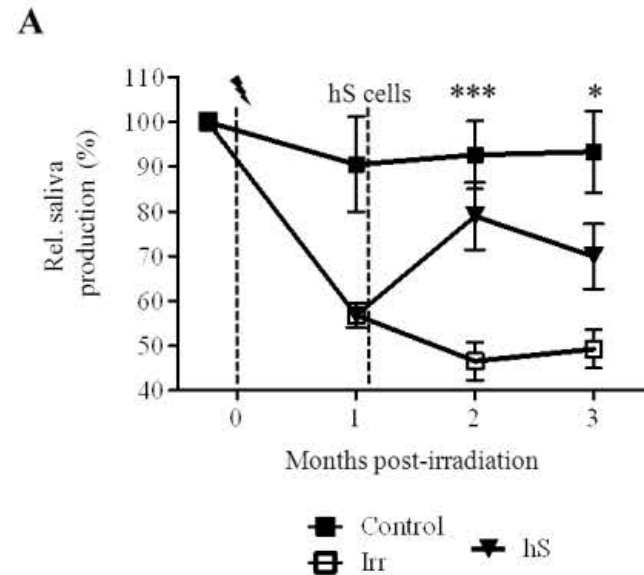 A
110
hS cells
***
*
100
90
80
70
60
50
40
Rel. saliva
production (%)
0
1
2
3
Months post-irradiation
Control
Irr
hS